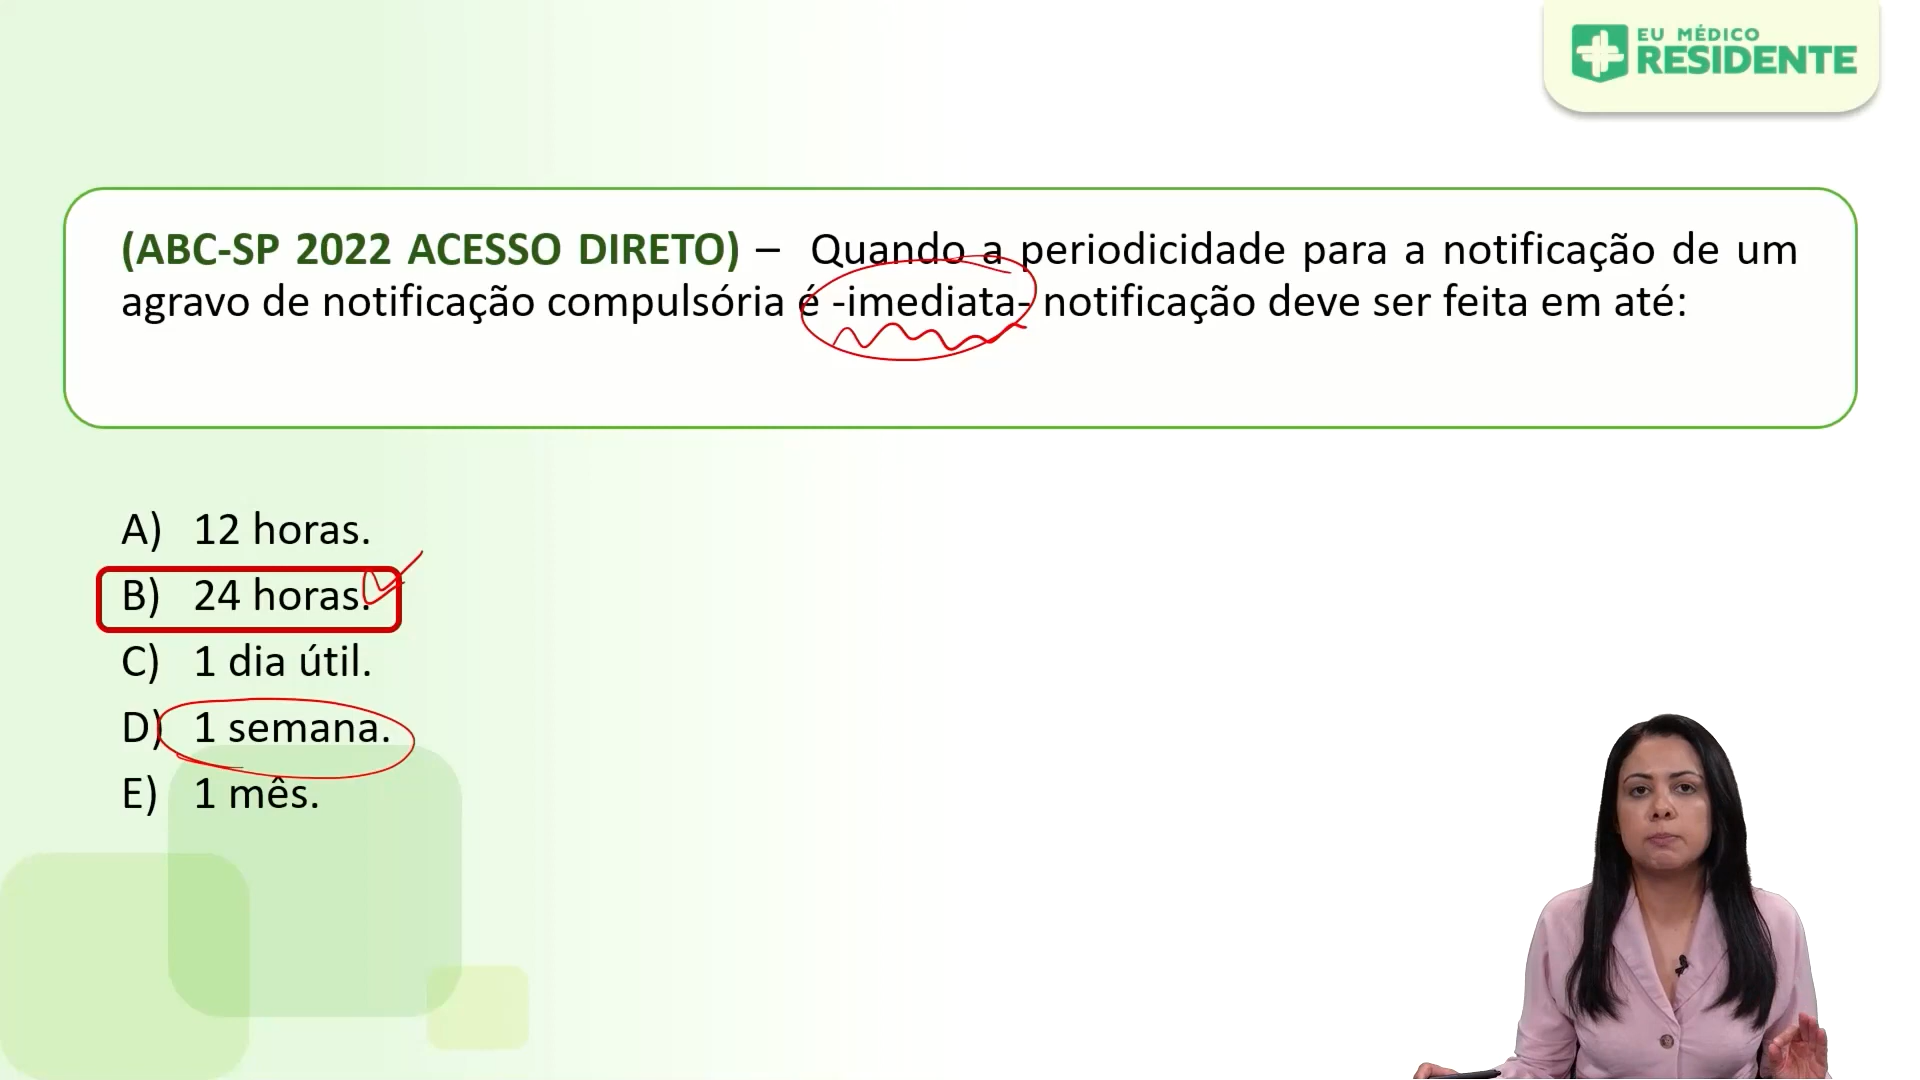 EU MÉDICO
RESIDENTE
(ABC-SP 2022 ACESSO DIRETO) – Quando a periodicidade para a notificação de um
agravo de notificação compulsória é -imediata- notificação deve ser feita em até:
A) 12 horas.
B) 24 horas.
C) 1 dia útil.
D) 1 semana.
E) 1 mês.